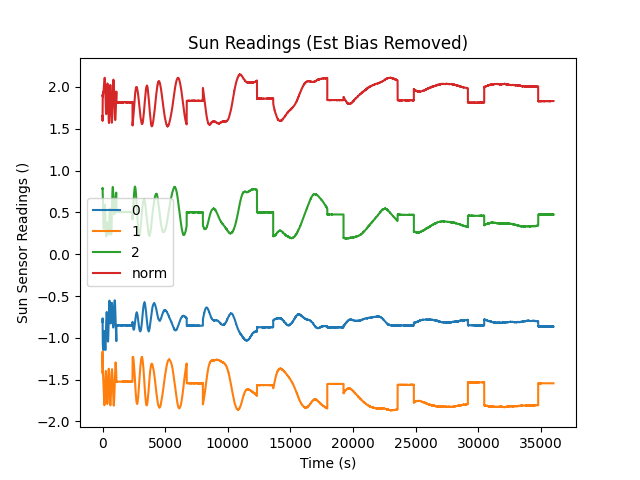 Sun Readings (Est Bias Removed)
Sun Sensor Readings ()
2.0
1.5
1.0
0.5
0.0
−0.5
−1.0
−1.5
−2.0
0
1
2
norm
0 5000 10000 15000 20000 25000 30000 35000
Time (s)